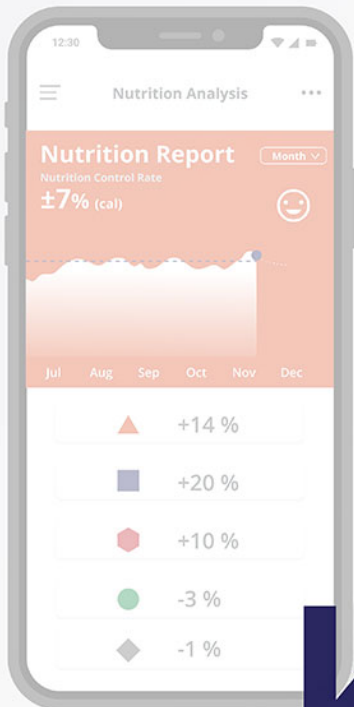 12:30
Nutrition Analysis
Nutrition Report
Month
Nutrition Control Rate
±7% (cal)
Jul Aug Sep Oct Nov Dec
+14 %
+20 %
+10 %
-3 %
-1 %